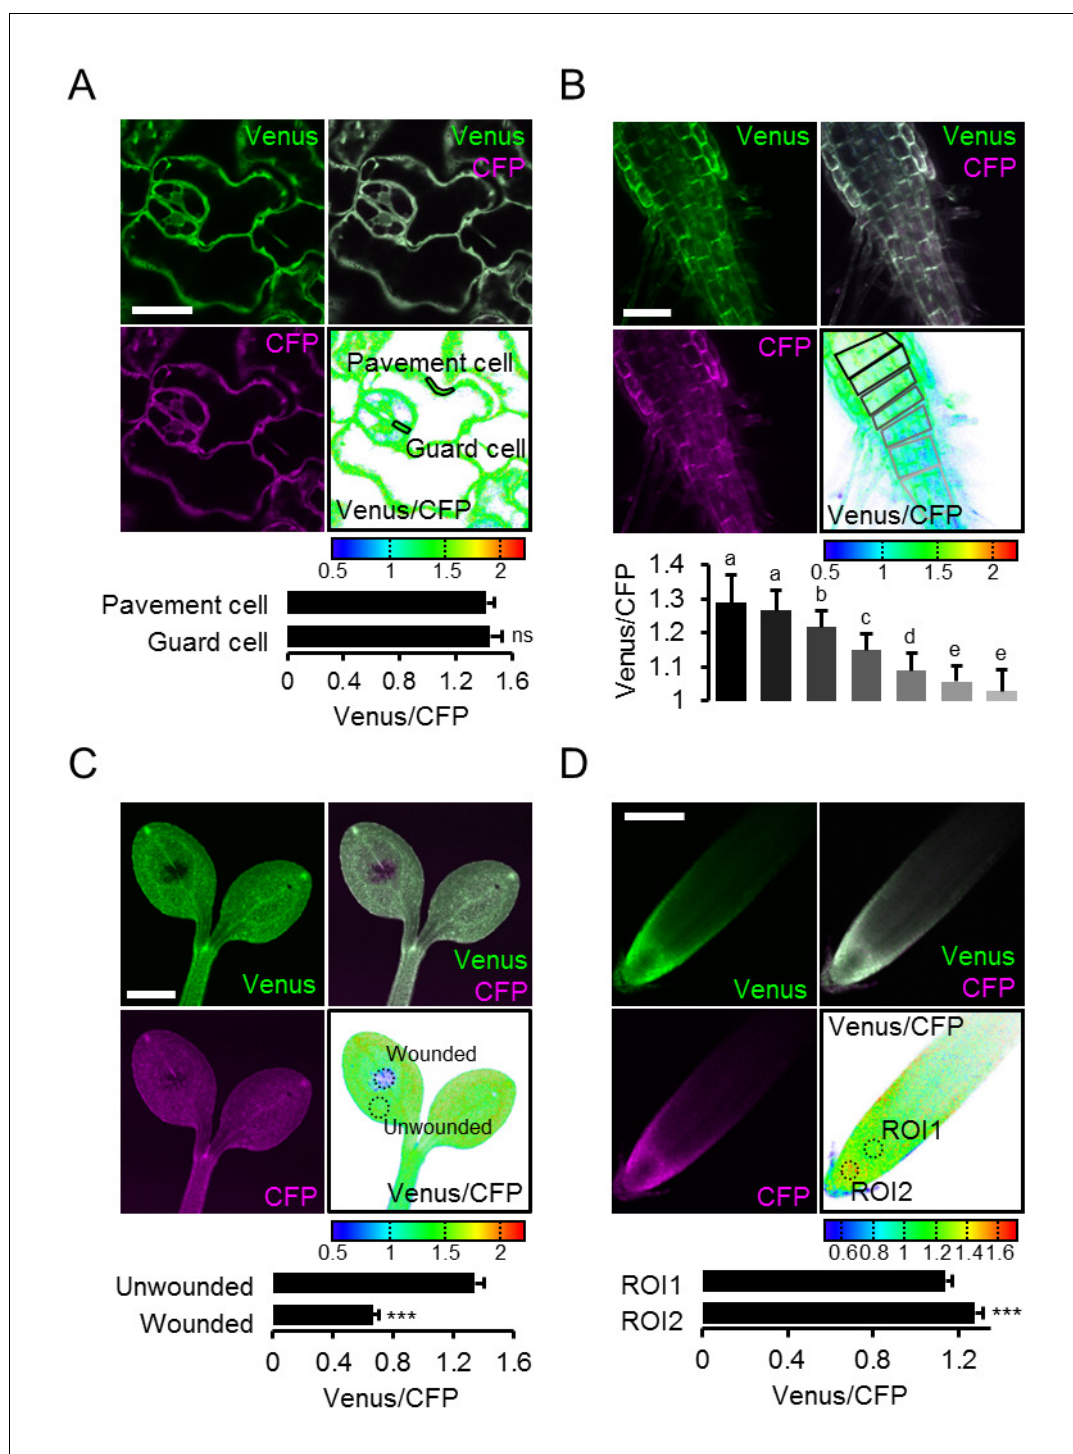 A
Venus
Venus
CFP
CFP
Pavement cell
Guard cell
Venus/CFP
0.5 1 1.5 2
Pavement cell
Guard cell
ns
0 0.4 0.8 1.2 1.6
Venus/CFP
B
Venus
Venus
CFP
CFP
Venus/CFP
0.5 1 1.5 2
Venus/CFP
1.4
1.3
1.2
1.1
1
a a b c d e e
C
Venus
Venus
CFP
CFP
Wounded
Unwounded
Venus/CFP
0.5 1 1.5 2
Unwounded
Wounded
***
0 0.4 0.8 1.2 1.6
Venus/CFP
D
Venus
Venus
CFP
CFP
Venus/CFP
ROI1
ROI2
0.6 0.8 1 1.2 1.4 1.6
ROI1
ROI2
***
0 0.4 0.8 1.2
Venus/CFP